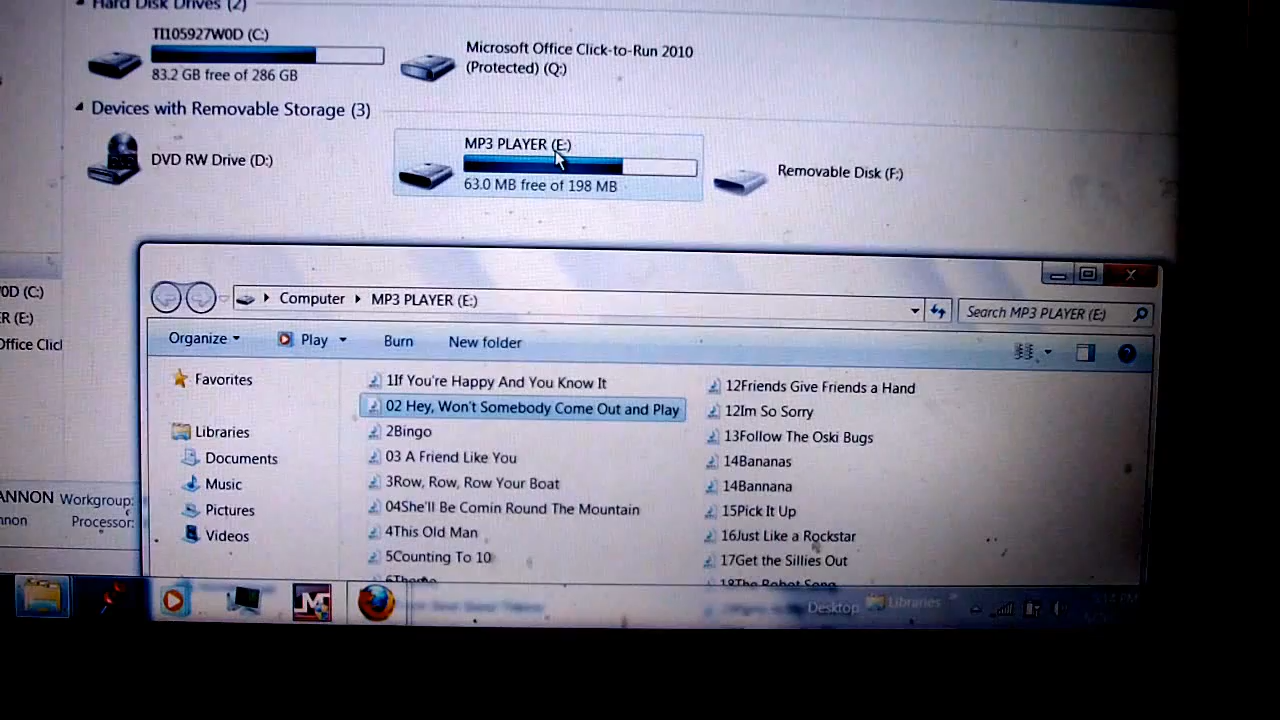 Hard Disk Drives (2)
TI105927W0D (C:)
83.2 GB free of 286 GB
Microsoft Office Click-to-Run 2010
(Protected) (Q:)
Devices with Removable Storage (3)
DVD RW Drive (D:)
MP3 PLAYER (E:)
63.0 MB free of 198 MB
Removable Disk (F:)
0D (C:)
R (E:)
Office Clicl
ANNON Workgroup:
nnon Processor:
Computer MP3 PLAYER (E:)
Search MP3 PLAYER (E:)
Organize Play Burn New folder
Favorites
Libraries
Documents
Music
Pictures
Videos
1If You're Happy And You Know It
02 Hey, Won't Somebody Come Out and Play
2Bingo
03 A Friend Like You
3Row, Row, Row Your Boat
04She'll Be Comin Round The Mountain
4This Old Man
5Counting To 10
12Friends Give Friends a Hand
12Im So Sorry
13Follow The Oski Bugs
14Bananas
14Bannana
15Pick It Up
16Just Like a Rockstar
17Get the Sillies Out
Desktop Libraries